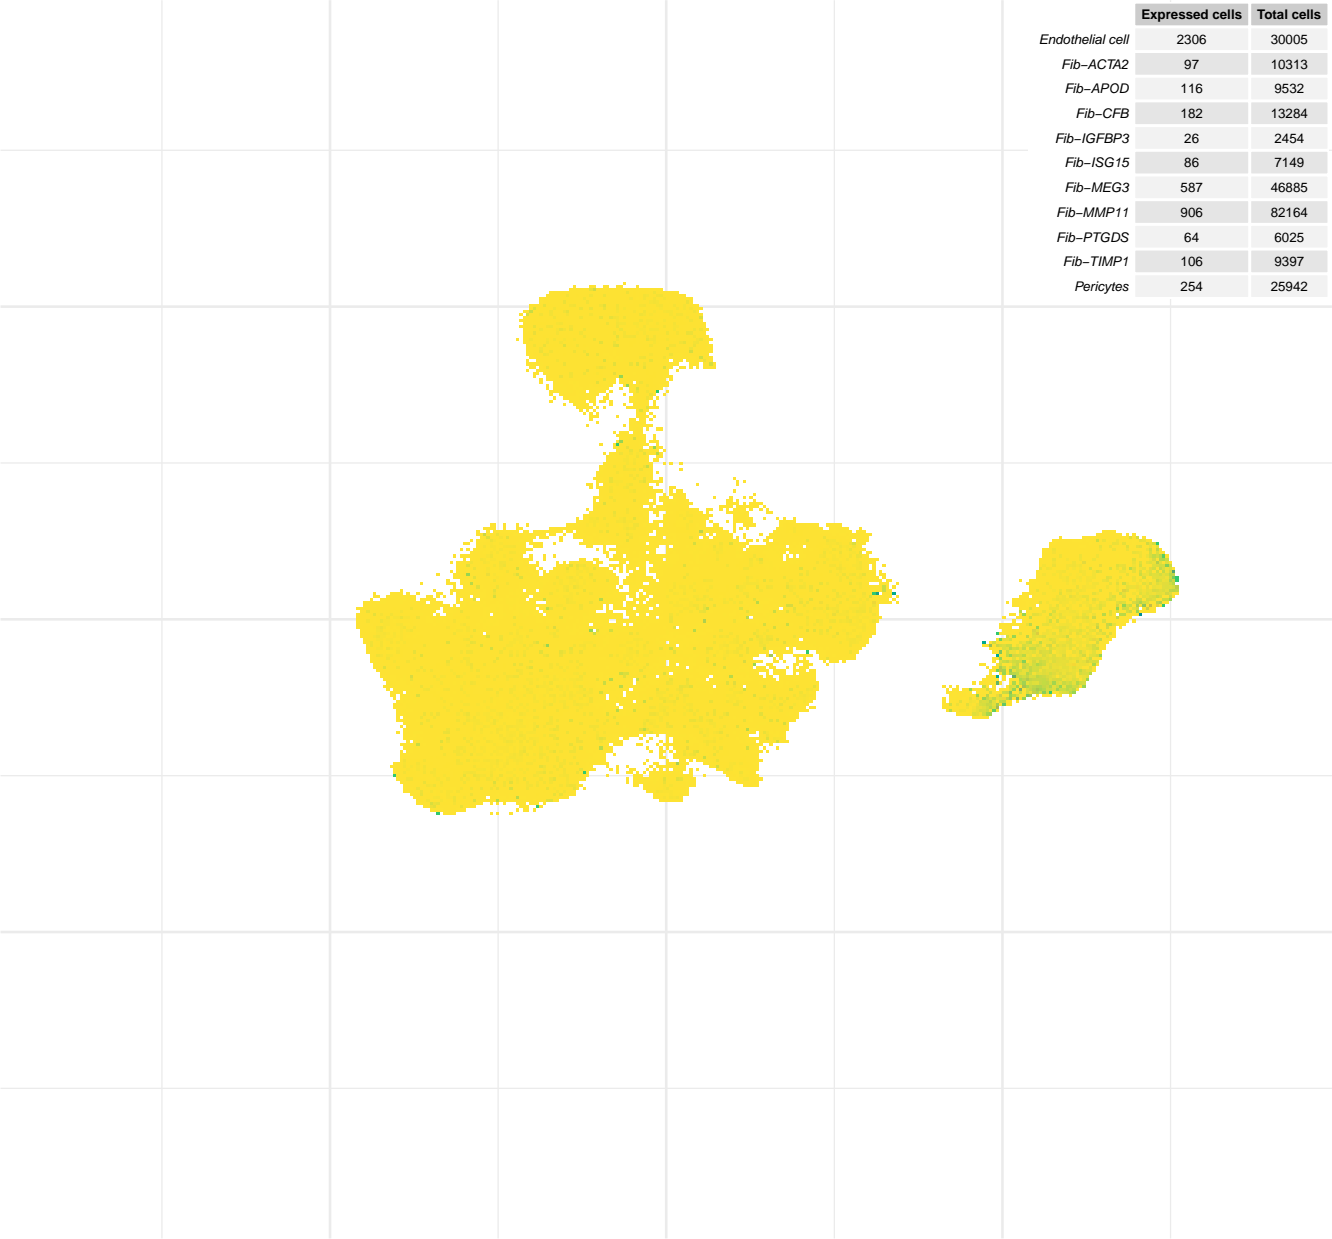 Expressed cells Total cells
Endothelial cell 2306 30005
Fib−ACTA2 97 10313
Fib−APOD 116 9532
Fib−CFB 182 13284
Fib−IGFBP3 26 2454
Fib−ISG15 86 7149
Fib−MEG3 587 46885
Fib−MMP11 906 82164
Fib−PTGDS 64 6025
Fib−TIMP1 106 9397
Pericytes 254 25942